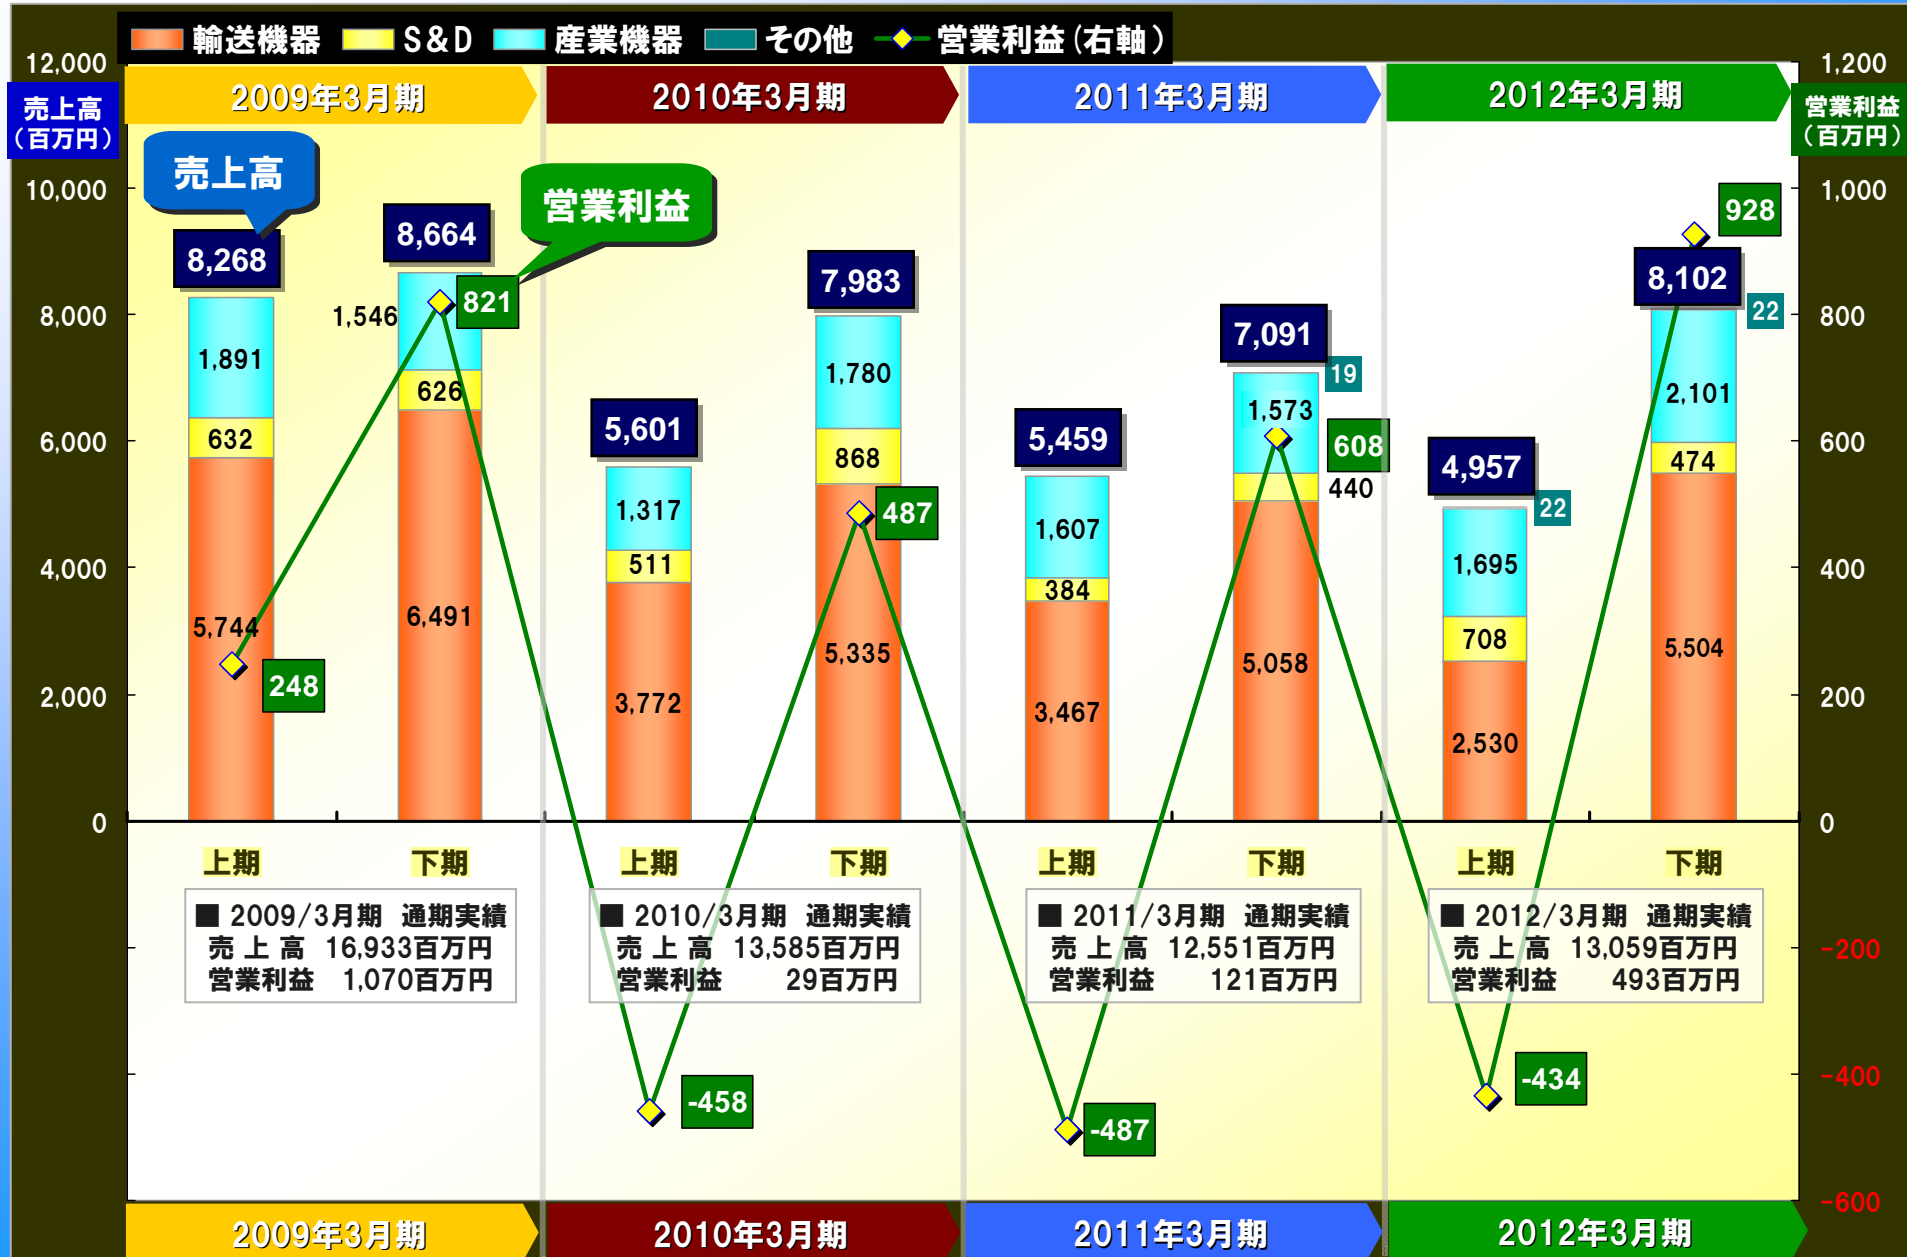 輸送機器 S&D 産業機器 その他 営業利益(右軸)
12,000
1,200
2009年3月期 2010年3月期 2011年3月期 2012年3月期
売上高
(百万円)
営業利益
(百万円)
売上高
営業利益
10,000
1,000
928
8,268
8,664
7,983
8,102
22
8,000
800
1,546
821
7,091
19
1,891
626
1,780
1,573
2,101
632
5,601
5,459
608
6,000
600
868
4,957
474
440
22
487
1,317
1,607
1,695
4,000
400
511
384
5,744
6,491
5,335
5,058
708
5,504
248
3,772
3,467
2,530
2,000
200
0
0
上期 下期 上期 下期 上期 下期 上期 下期
■ 2009/3月期 通期実績
売 上 高 16,933百万円
営業利益 1,070百万円
■ 2010/3月期 通期実績
売 上 高 13,585百万円
営業利益 29百万円
■ 2011/3月期 通期実績
売 上 高 12,551百万円
営業利益 121百万円
■ 2012/3月期 通期実績
売 上 高 13,059百万円
営業利益 493百万円
-200
-400
-458
-487
-434
-600
2009年3月期 2010年3月期 2011年3月期 2012年3月期